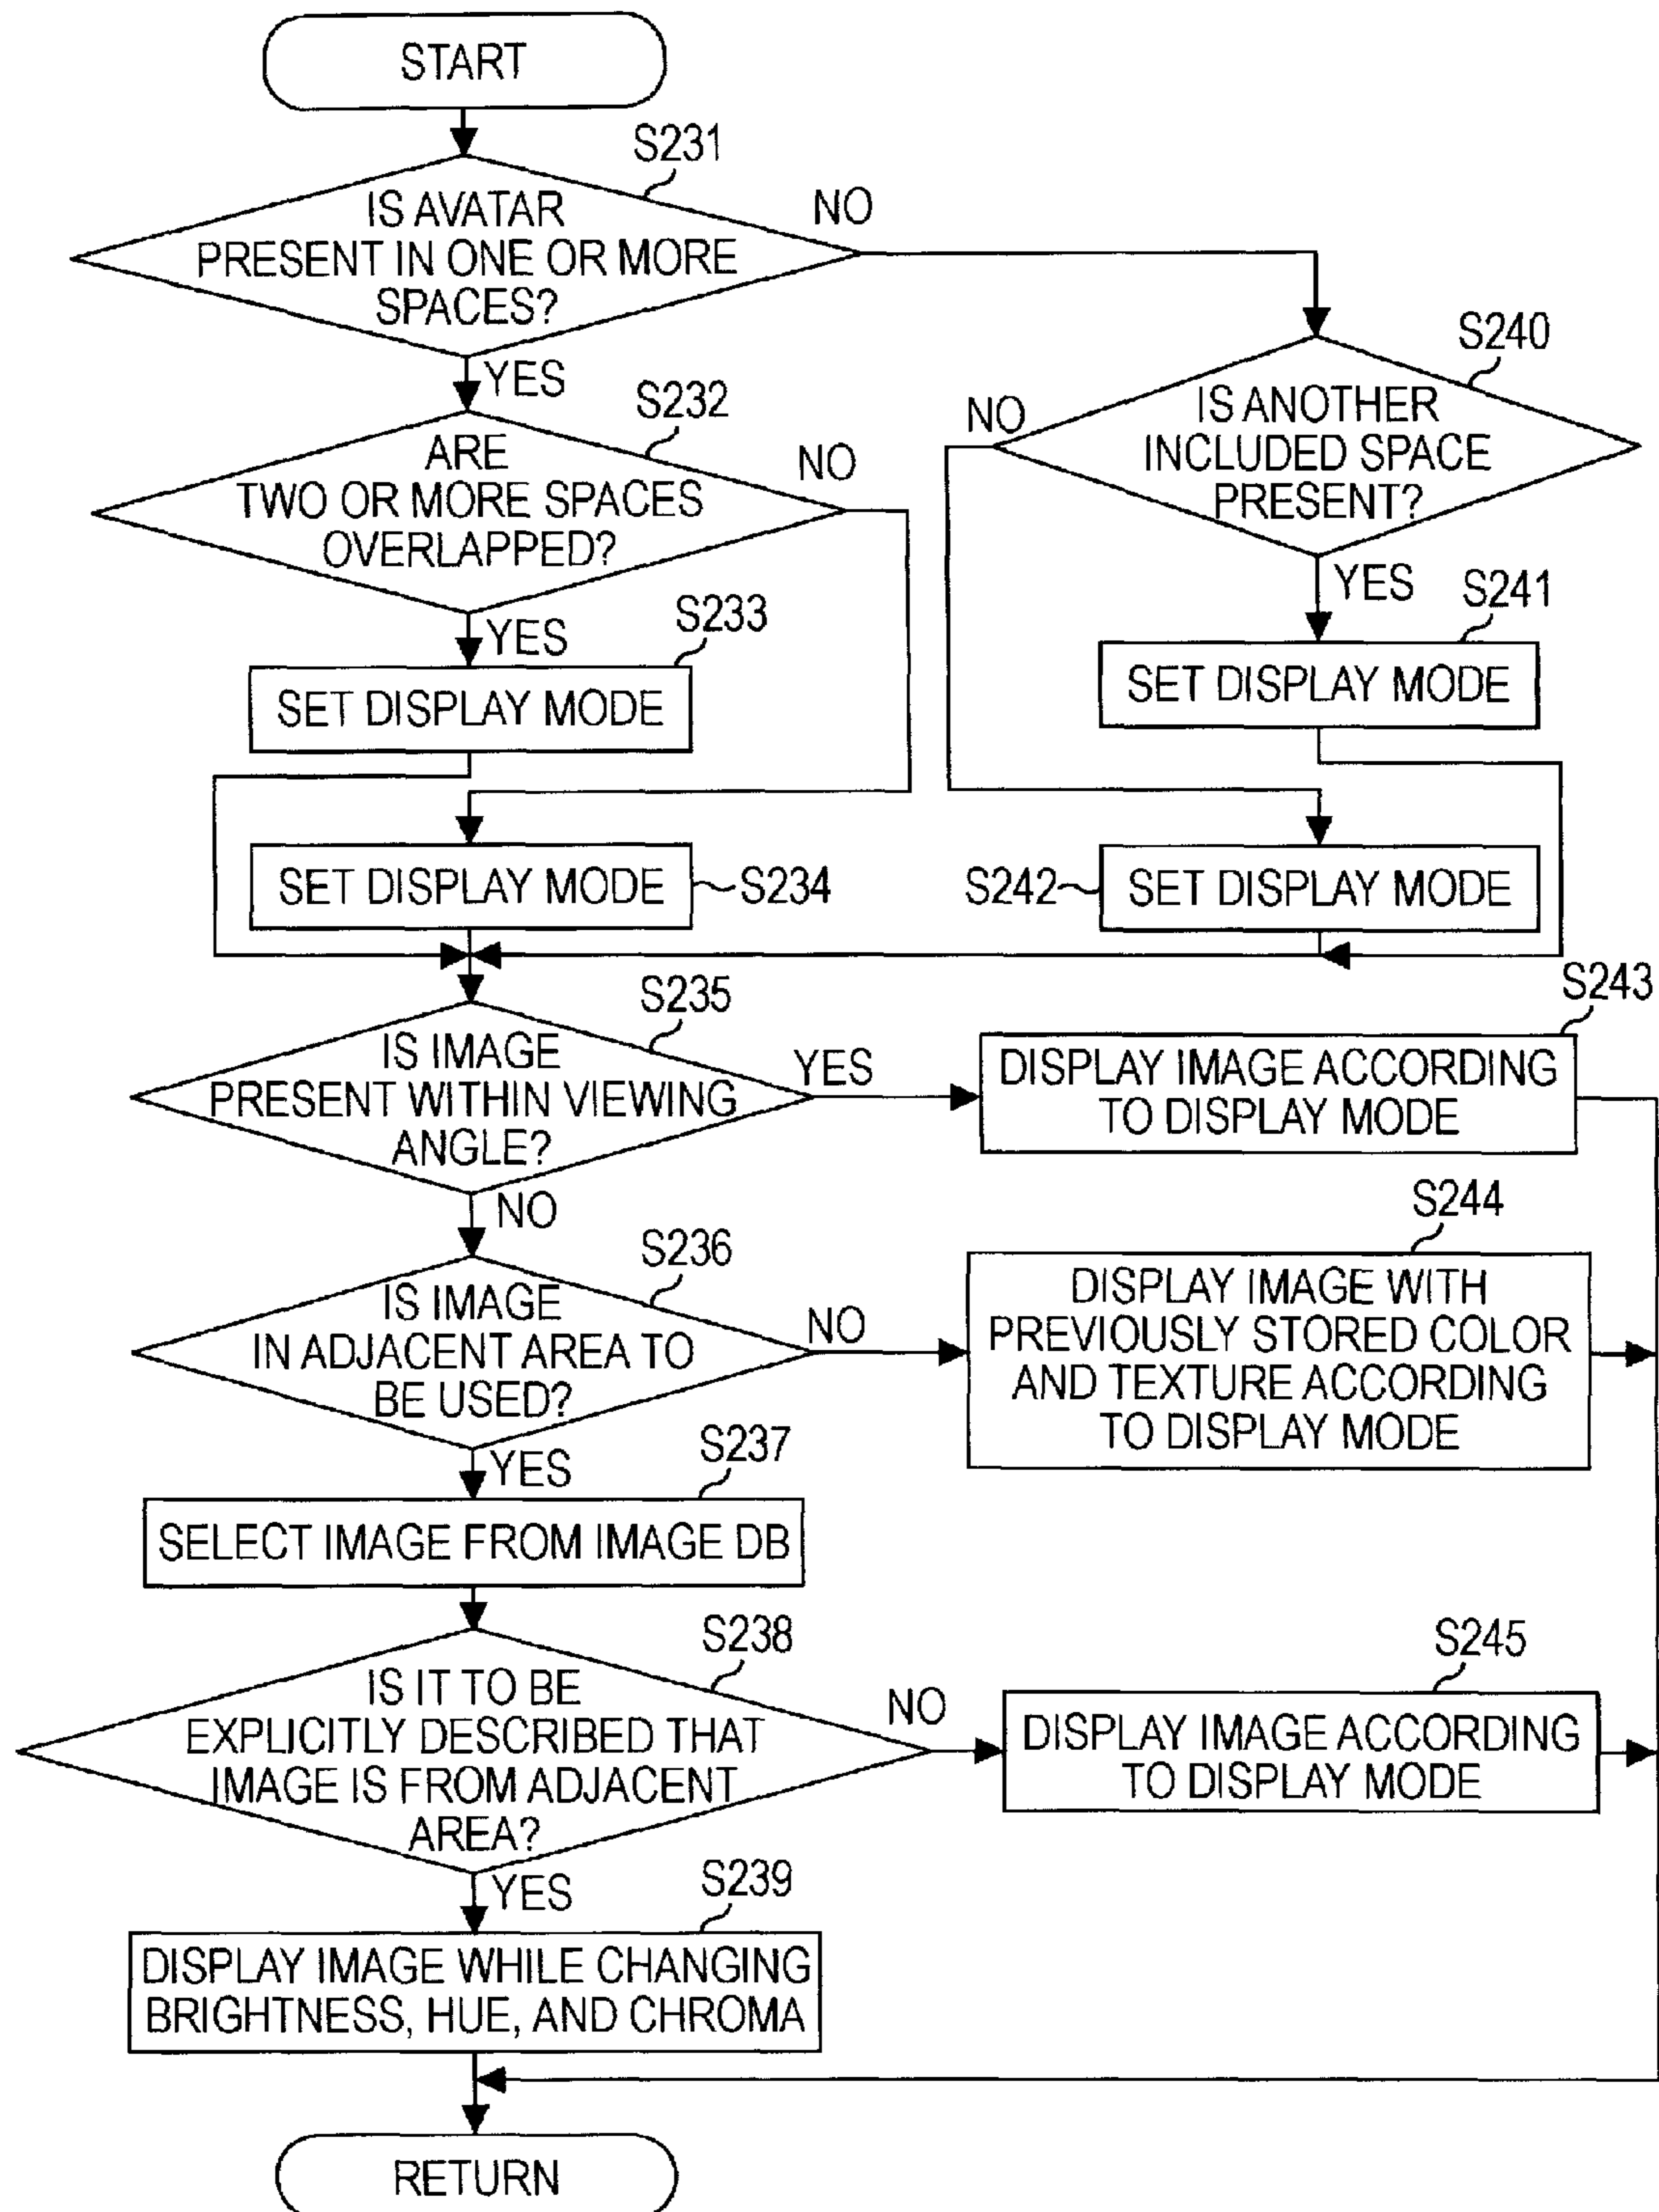 START
S231
IS AVATAR
PRESENT IN ONE OR MORE
SPACES?
NO
YES
S240
IS ANOTHER
INCLUDED SPACE
PRESENT?
NO
YES
S232
ARE
TWO OR MORE SPACES
OVERLAPPED?
NO
YES
S233
SET DISPLAY MODE
S241
SET DISPLAY MODE
SET DISPLAY MODE
S234
S242
SET DISPLAY MODE
S235
IS IMAGE
PRESENT WITHIN VIEWING
ANGLE?
YES
NO
S243
DISPLAY IMAGE ACCORDING
TO DISPLAY MODE
S236
IS IMAGE
IN ADJACENT AREA TO
BE USED?
NO
YES
S244
DISPLAY IMAGE WITH
PREVIOUSLY STORED COLOR
AND TEXTURE ACCORDING
TO DISPLAY MODE
S237
SELECT IMAGE FROM IMAGE DB
S238
IS IT TO BE
EXPLICITLY DESCRIBED THAT
IMAGE IS FROM ADJACENT
AREA?
NO
YES
S245
DISPLAY IMAGE ACCORDING
TO DISPLAY MODE
S239
DISPLAY IMAGE WHILE CHANGING
BRIGHTNESS, HUE, AND CHROMA
RETURN